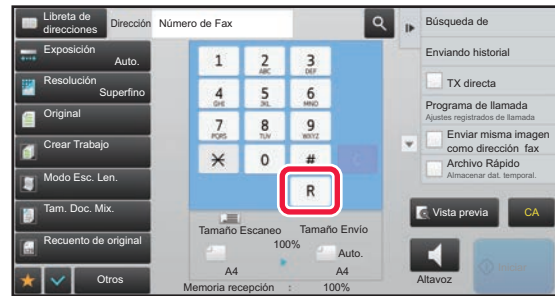 Libreta de
direcciones
Dirección
Número de Fax
Exposición
Auto.
Resolución
Superfino
Original
Crear Trabajo
Modo Esc. Len.
Tam. Doc. Mix.
Recuento de original
Otros
1
2
ABC
3
DEF
4
GHI
5
JKL
6
MNO
7
PQRS
8
TUV
9
WXYZ
0
#
C
R
Tamaño Escaneo
Tamaño Envío
100%
Auto.
A4
A4
Memoria recepción : 100%
Búsqueda de
Enviando historial
TX directa
Programa de llamada
Ajustes registrados de llamada
Enviar misma imagen
como dirección fax
Archivo Rápido
Almacenar dat. temporal.
Vista previa
CA
Altavoz